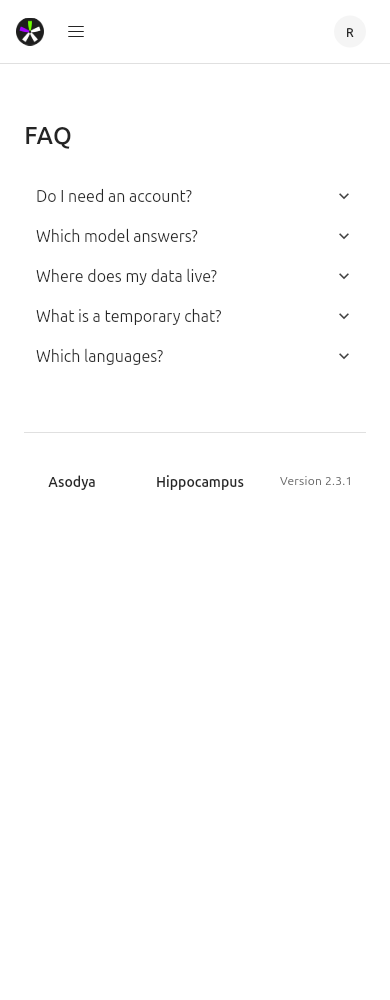 R
FAQ
Do I need an account?
Which model answers?
Where does my data live?
What is a temporary chat?
Which languages?
Asodya Hippocampus Version 2.3.1